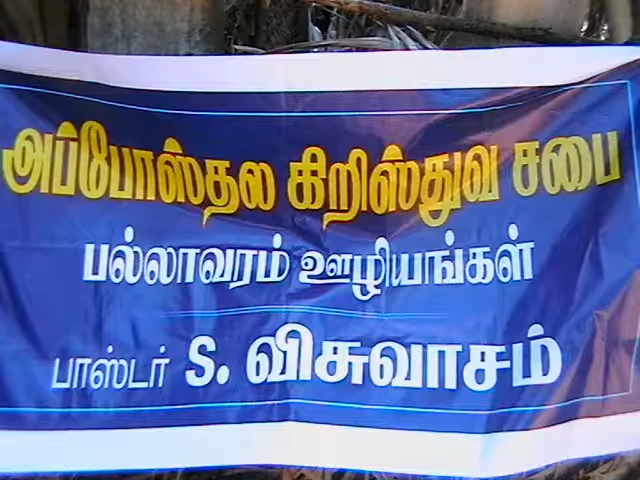 அப்போஸ்தல கிறிஸ்துவ சபை
பல்லாவரம் ஊழியங்கள்
பாஸ்டர் S. விசுவாசம்